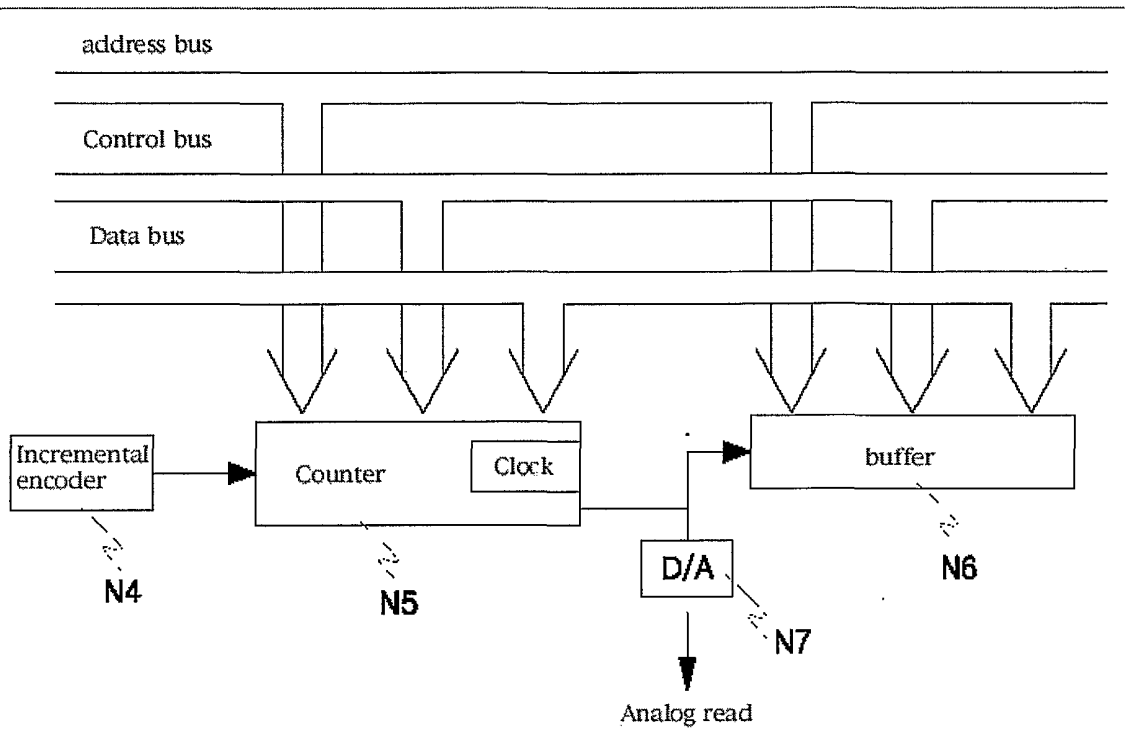 address bus
Control bus
Data bus
Incremental
encoder
Counter
Clock
buffer
D/A
N4
N5
N6
N7
Analog read